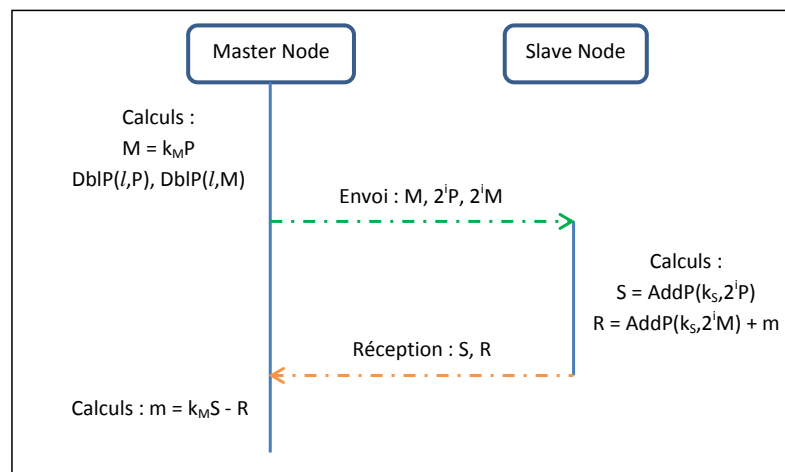 Master Node
Slave Node
Calculs :
M = kₘP
DblP(l,P), DblP(l,M)
Envoi : M, 2ⁱP, 2ⁱM
Calculs :
S = AddP(kₛ,2ⁱP)
R = AddP(kₛ,2ⁱM) + m
Réception : S, R
Calculs : m = kₘS - R